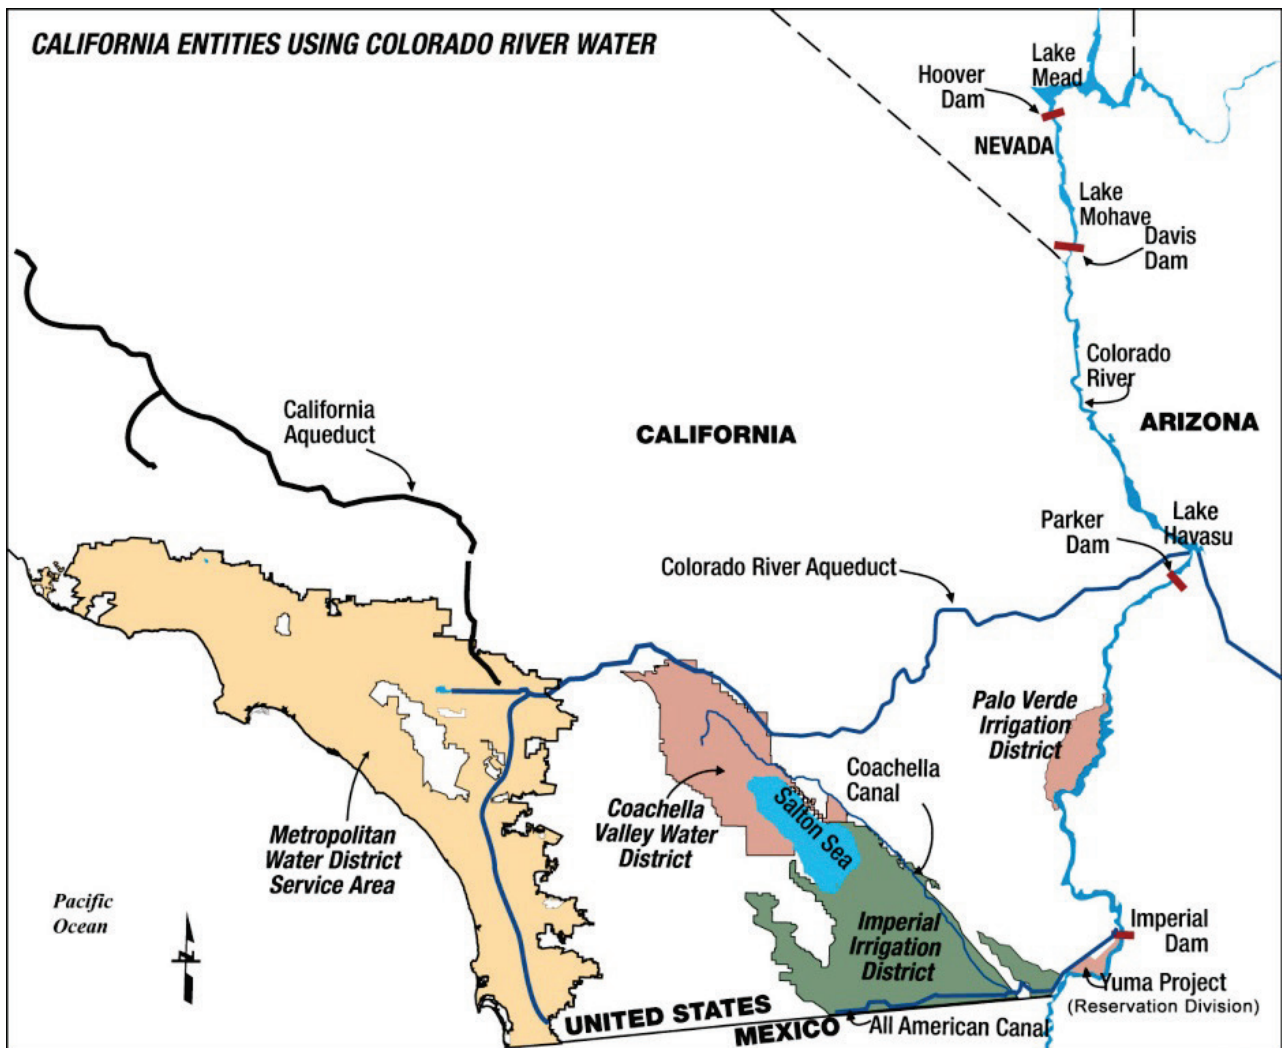 CALIFORNIA ENTITIES USING COLORADO RIVER WATER
Lake
Mead
Hoover
Dam
NEVADA
Lake
Mohave
Davis
Dam
Colorado
River
ARIZONA
California
Aqueduct
CALIFORNIA
Lake
Havasu
Parker
Dam
Colorado River Aqueduct
Palo Verde
Irrigation
District
Coachella
Canal
Salton Sea
Coachella
Valley Water
District
Metropolitan
Water District
Service Area
Pacific
Ocean
N
Imperial
Irrigation
District
Imperial
Dam
Yuma Project
(Reservation Division)
UNITED STATES
MEXICO
All American Canal